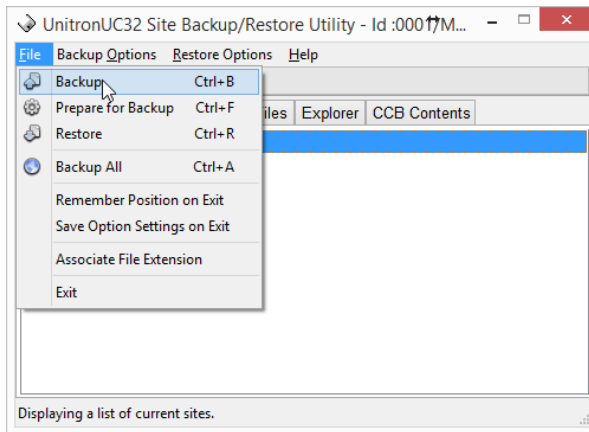 UnitronUC32 Site Backup/Restore Utility - Id :000
File Backup Options Restore Options Help
Backup Ctrl+B
Prepare for Backup Ctrl+F
iles Explorer CCB Contents
Restore Ctrl+R
Backup All Ctrl+A
Remember Position on Exit
Save Option Settings on Exit
Associate File Extension
Exit
Displaying a list of current sites.